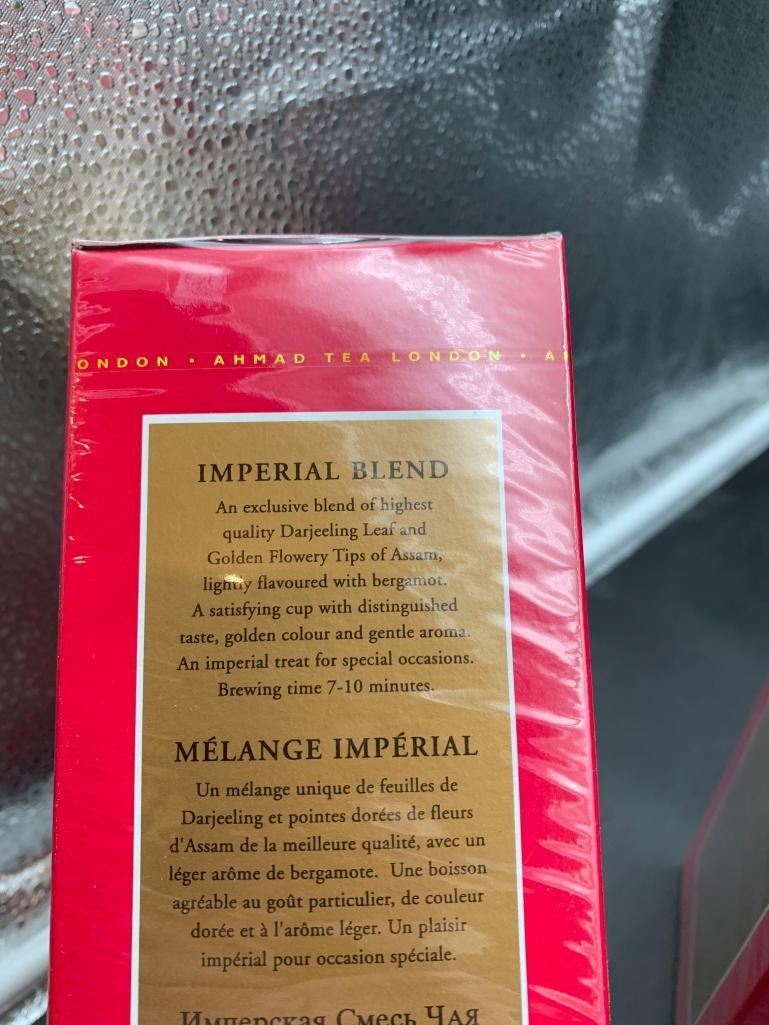 ONDON • AHMAD TEA LONDON • A
IMPERIAL BLEND
An exclusive blend of highest
quality Darjeeling Leaf and
Golden Flowery Tips of Assam,
lightly flavoured with bergamot.
A satisfying cup with distinguished
taste, golden colour and gentle aroma.
An imperial treat for special occasions.
Brewing time 7-10 minutes.
MÉLANGE IMPÉRIAL
Un mélange unique de feuilles de
Darjeeling et pointes dorées de fleurs
d'Assam de la meilleure qualité, avec un
léger arôme de bergamote. Une boisson
agréable au goût particulier, de couleur
dorée et à l'arôme léger. Un plaisir
impérial pour occasion spéciale.
Имперская Смесь ЧАЯ